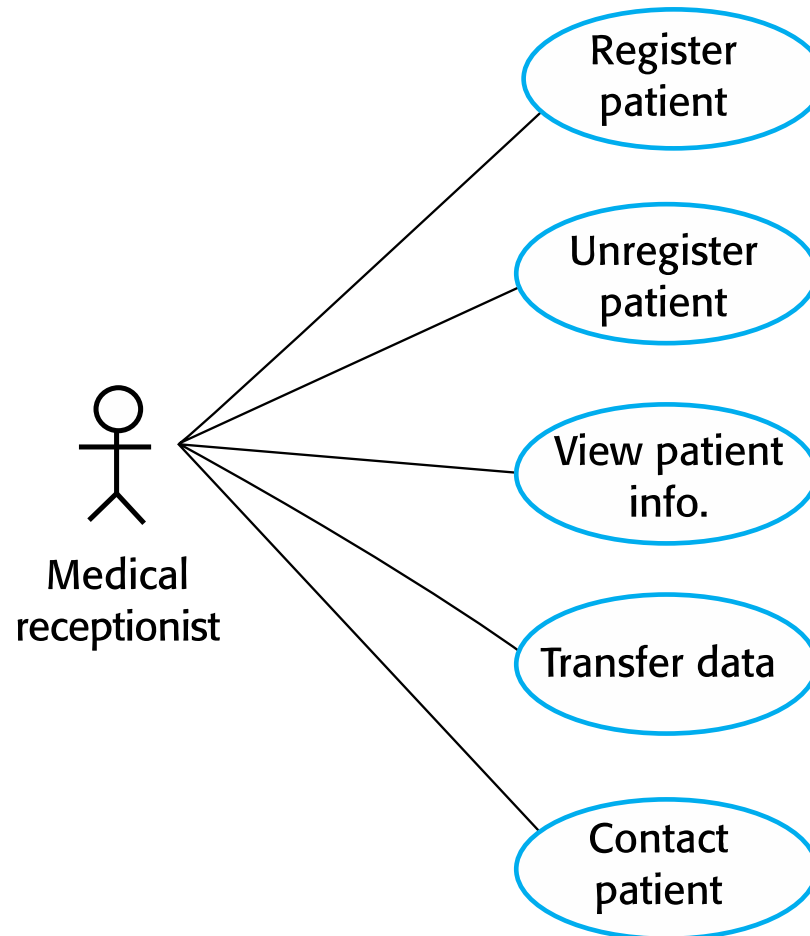 Register
patient
Unregister
patient
View patient
info.
Medical
receptionist
Transfer data
Contact
patient